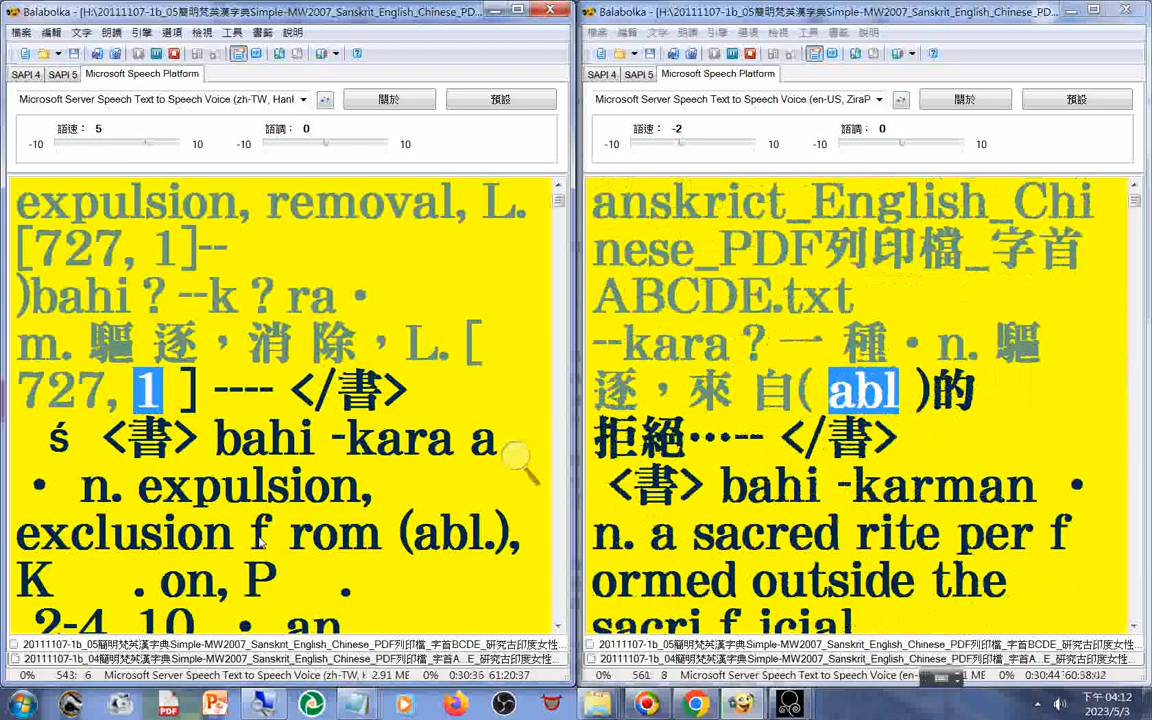 Balabolka - [H:\20111107-1b_05簡明梵英漢字典Simple-MW2007_Sanskrit_English_Chinese_PD...
檔案 編輯 文字 朗讀 引擎 選項 檢視 工具 書籤 說明
SAPI 4 SAPI 5 Microsoft Speech Platform
Microsoft Server Speech Text to Speech Voice (zh-TW, Hanl 關於 預設
語速: 5 語調: 0
-10 10 -10 10
expulsion, removal, L.
[727, 1]--
)bahi ? --k ? ra •
m. 驅 逐，消 除，L. [
727, 1 ] ---- </書>
ś <書> bahi -kara a
• n. expulsion,
exclusion f rom (abl.),
K . on, P .
2-4, 10. • an
20111107-1b_05簡明梵英漢字典Simple-MW2007_Sanskrit_English_Chinese_PDF列印檔_字首BCDE_研究古印度女性...
20111107-1b_04簡明梵英漢字典Simple-MW2007_Sanskrit_English_Chinese_PDF列印檔_字首A...E_研究古印度女性...
0% 543: 6 Microsoft Server Speech Text to Speech Voice (zh-TW, 2.91 ME 0% 0:30:36 61:20:37
Balabolka - [H:\20111107-1b_05簡明梵英漢字典Simple-MW2007_Sanskrit_English_Chinese_PD...
檔案 編輯 文字 朗讀 引擎 選項 檢視 工具 書籤 說明
SAPI 4 SAPI 5 Microsoft Speech Platform
Microsoft Server Speech Text to Speech Voice (en-US, ZiraP 關於 預設
語速: -2 語調: 0
-10 10 -10 10
anskrict_English_Chi
nese_PDF列印檔_字首
ABCDE.txt
--kara ? 一 種 • n. 驅
逐，來 自( abl )的
拒絕…-- </書>
<書> bahi -karman •
n. a sacred rite per f
ormed outside the
sacri f icial
20111107-1b_05簡明梵英漢字典Simple-MW2007_Sanskrit_English_Chinese_PDF列印檔_字首BCDE_研究古印度女性...
20111107-1b_04簡明梵英漢字典Simple-MW2007_Sanskrit_English_Chinese_PDF列印檔_字首A...E_研究古印度女性...
0% 561: 8 Microsoft Server Speech Text to Speech Voice (en-US, ME 0% 0:30:44
下午 04:12
2023/5/3